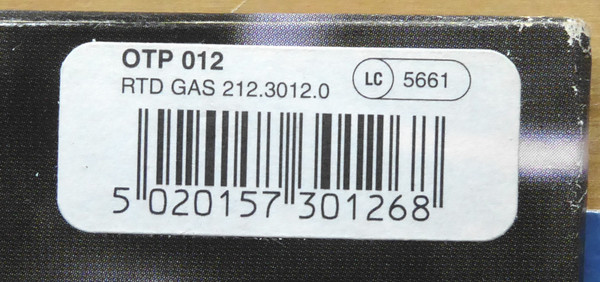 OTP 012
RTD GAS 212.3012.0
LC 5661
5 020157 301268